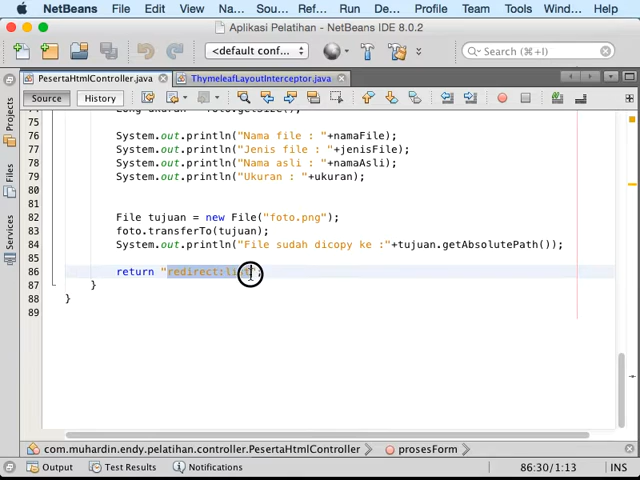 NetBeans File Edit View Na... Sou... Ref... Run De... Tools Wind... Help
Aplikasi Pelatihan - NetBeans IDE 8.0.2
<default conf...
Search (⌘+I)
PesertaHtmlController.java ThymeleafLayoutInterceptor.java
Source History
Projects
Files
Services
75
76 System.out.println("Nama file : "+namaFile);
77 System.out.println("Jenis file : "+jenisFile);
78 System.out.println("Nama asli : "+namaAsli);
79 System.out.println("Ukuran : "+ukuran);
80
81
82 File tujuan = new File("foto.png");
83 foto.transferTo(tujuan);
84 System.out.println("File sudah dicopy ke :"+tujuan.getAbsolutePath());
85
86 return "redirect:
87 }
88 }
89
com.muhardin.endy.pelatihan.controller.PesertaHtmlController prosesForm
Output Test Results Notifications 86:30/1:13 INS